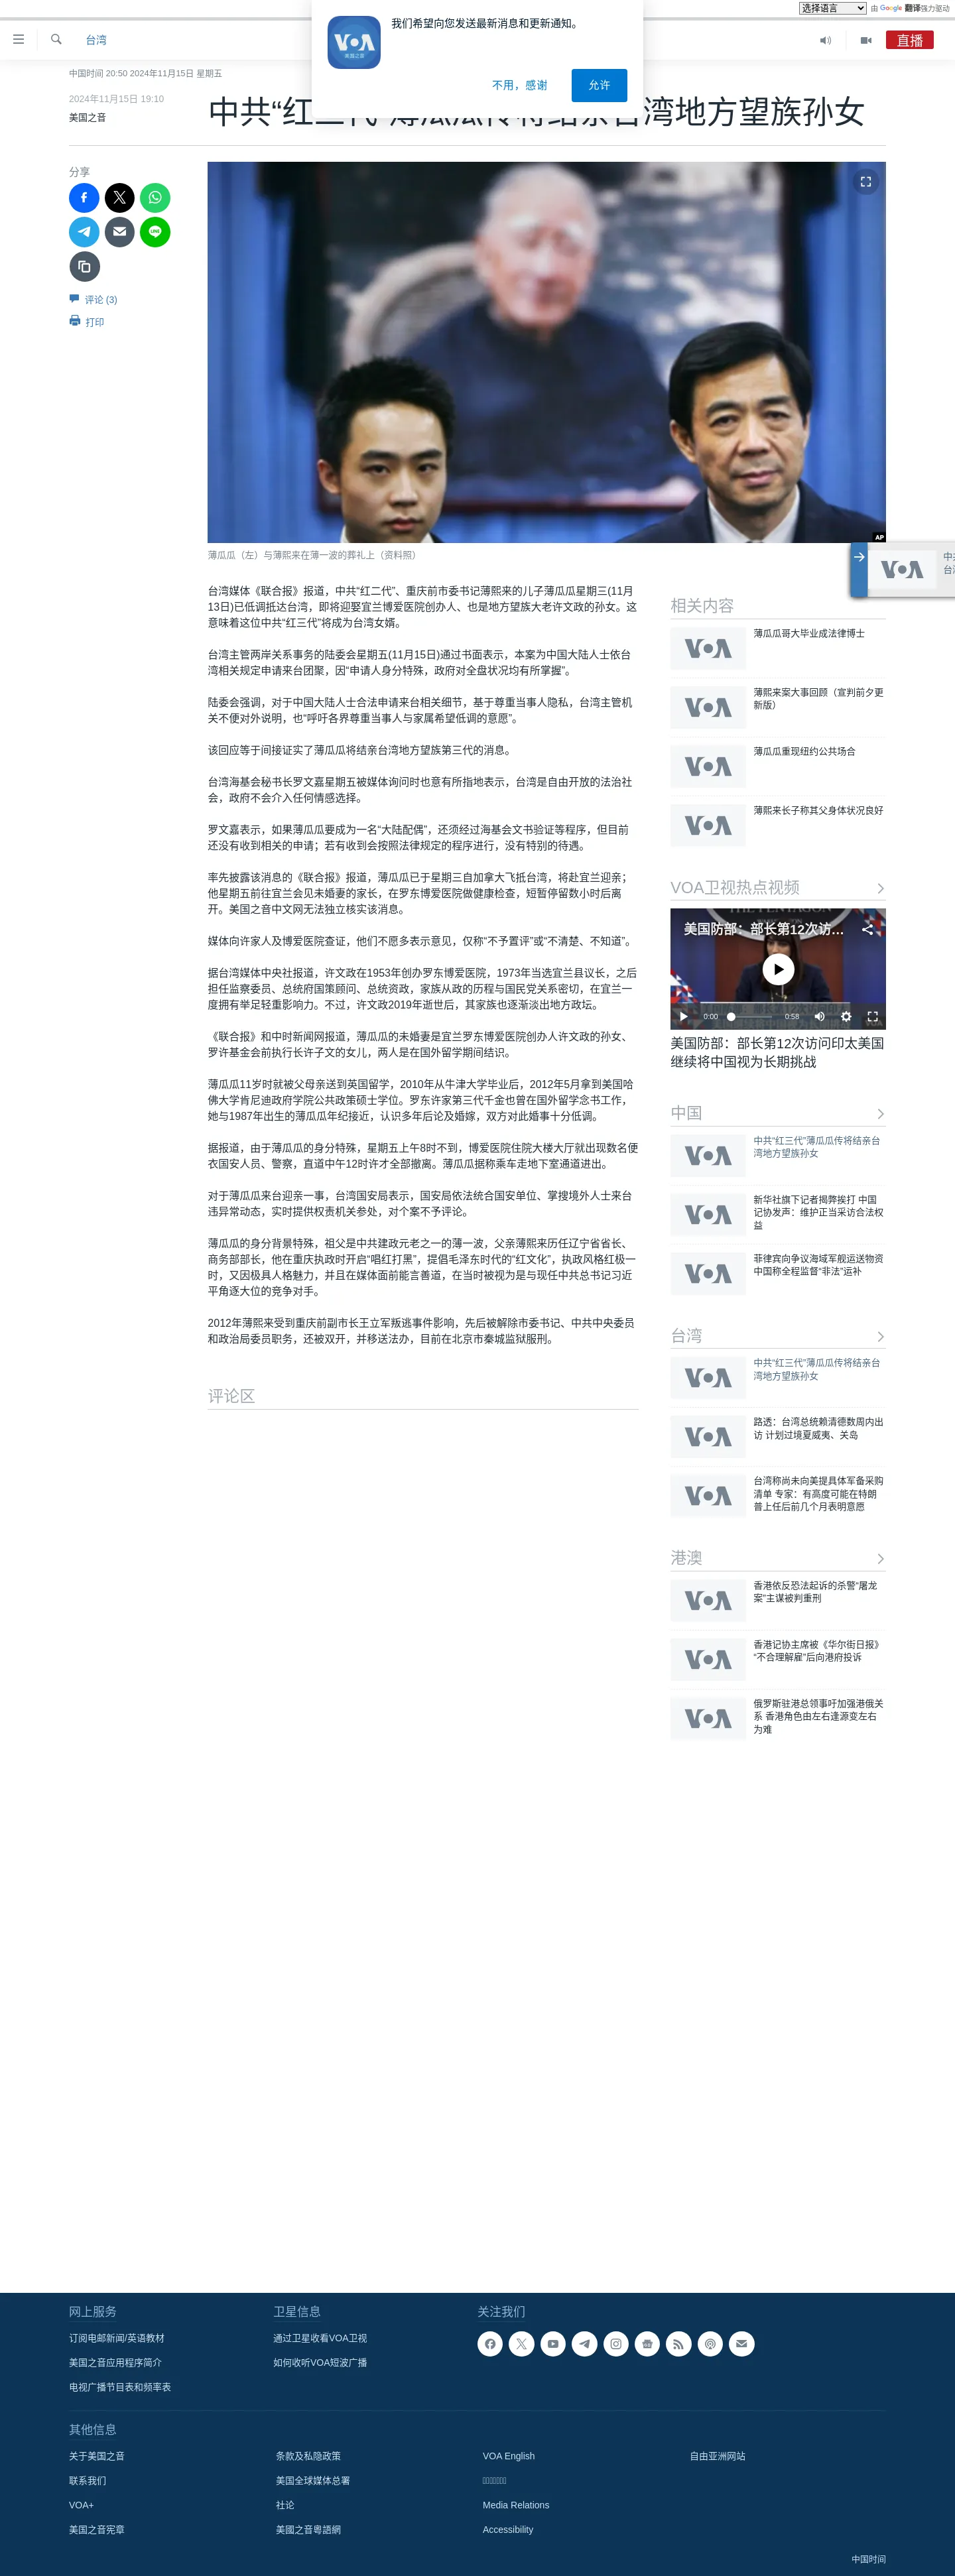 选择语言 由 Google 翻译强力驱动
我们希望向您发送最新消息和更新通知。
VOA
美国之音
不用，感谢
允许
台湾
直播
中国时间 20:50 2024年11月15日 星期五
2024年11月15日 19:10
美国之音
台湾地方望族孙女
分享
评论 (3)
打印
AP
薄瓜瓜（左）与薄熙来在薄一波的葬礼上（资料照）
VOA
台湾媒体《联合报》报道，中共“红二代”、重庆前市委书记薄熙来的儿子薄瓜瓜星期三(11月
13日)已低调抵达台湾，即将迎娶宜兰博爱医院创办人、也是地方望族大老许文政的孙女。这
意味着这位中共“红三代”将成为台湾女婿。
台湾主管两岸关系事务的陆委会星期五(11月15日)通过书面表示，本案为中国大陆人士依台
湾相关规定申请来台团聚，因“申请人身分特殊，政府对全盘状况均有所掌握”。
陆委会强调，对于中国大陆人士合法申请来台相关细节，基于尊重当事人隐私，台湾主管机
关不便对外说明，也“呼吁各界尊重当事人与家属希望低调的意愿”。
该回应等于间接证实了薄瓜瓜将结亲台湾地方望族第三代的消息。
台湾海基会秘书长罗文嘉星期五被媒体询问时也意有所指地表示，台湾是自由开放的法治社
会，政府不会介入任何情感选择。
罗文嘉表示，如果薄瓜瓜要成为一名“大陆配偶”，还须经过海基会文书验证等程序，但目前
还没有收到相关的申请；若有收到会按照法律规定的程序进行，没有特别的待遇。
率先披露该消息的《联合报》报道，薄瓜瓜已于星期三自加拿大飞抵台湾，将赴宜兰迎亲；
他星期五前往宜兰会见未婚妻的家长，在罗东博爱医院做健康检查，短暂停留数小时后离
开。美国之音中文网无法独立核实该消息。
媒体向许家人及博爱医院查证，他们不愿多表示意见，仅称“不予置评”或“不清楚、不知道”。
据台湾媒体中央社报道，许文政在1953年创办罗东博爱医院，1973年当选宜兰县议长，之后
担任监察委员、总统府国策顾问、总统资政，家族从政的历程与国民党关系密切，在宜兰一
度拥有举足轻重影响力。不过，许文政2019年逝世后，其家族也逐渐淡出地方政坛。
《联合报》和中时新闻网报道，薄瓜瓜的未婚妻是宜兰罗东博爱医院创办人许文政的孙女、
罗许基金会前执行长许子文的女儿，两人是在国外留学期间结识。
薄瓜瓜11岁时就被父母亲送到英国留学，2010年从牛津大学毕业后，2012年5月拿到美国哈
佛大学肯尼迪政府学院公共政策硕士学位。罗东许家第三代千金也曾在国外留学念书工作，
她与1987年出生的薄瓜瓜年纪接近，认识多年后论及婚嫁，双方对此婚事十分低调。
据报道，由于薄瓜瓜的身分特殊，星期五上午8时不到，博爱医院住院大楼大厅就出现数名便
衣国安人员、警察，直道中午12时许才全部撤离。薄瓜瓜据称乘车走地下室通道进出。
对于薄瓜瓜来台迎亲一事，台湾国安局表示，国安局依法统合国安单位、掌搜境外人士来台
违异常动态，实时提供权责机关参处，对个案不予评论。
薄瓜瓜的身分背景特殊，祖父是中共建政元老之一的薄一波，父亲薄熙来历任辽宁省省长、
商务部部长，他在重庆执政时开启“唱红打黑”，提倡毛泽东时代的“红文化”，执政风格红极一
时，又因极具人格魅力，并且在媒体面前能言善道，在当时被视为是与现任中共总书记习近
平角逐大位的竞争对手。
2012年薄熙来受到重庆前副市长王立军叛逃事件影响，先后被解除市委书记、中共中央委员
和政治局委员职务，还被双开，并移送法办，目前在北京市秦城监狱服刑。
评论区
相关内容
VOA
薄瓜瓜哥大毕业成法律博士
VOA
薄熙来案大事回顾（宣判前夕更
新版）
VOA
薄瓜瓜重现纽约公共场合
VOA
薄熙来长子称其父身体状况良好
VOA卫视热点视频
THE PENTAGON
美国防部：部长第12次访…
0:00
0:58
美国防部：部长第12次访问印太美国
继续将中国视为长期挑战
中国
VOA
中共“红三代”薄瓜瓜传将结亲台
湾地方望族孙女
VOA
新华社旗下记者揭弊挨打 中国
记协发声：维护正当采访合法权
益
VOA
菲律宾向争议海域军舰运送物资
中国称全程监督“非法”运补
台湾
VOA
中共“红三代”薄瓜瓜传将结亲台
湾地方望族孙女
VOA
路透：台湾总统赖清德数周内出
访 计划过境夏威夷、关岛
VOA
台湾称尚未向美提具体军备采购
清单 专家：有高度可能在特朗
普上任后前几个月表明意愿
港澳
VOA
香港依反恐法起诉的杀警“屠龙
案”主谋被判重刑
VOA
香港记协主席被《华尔街日报》
“不合理解雇”后向港府投诉
VOA
俄罗斯驻港总领事吁加强港俄关
系 香港角色由左右逢源变左右
为难
网上服务
订阅电邮新闻/英语教材
美国之音应用程序简介
电视广播节目表和频率表
卫星信息
通过卫星收看VOA卫视
如何收听VOA短波广播
关注我们
其他信息
关于美国之音
联系我们
VOA+
美国之音宪章
条款及私隐政策
美国全球媒体总署
社论
美國之音粵語網
VOA English
Media Relations
Accessibility
自由亚洲网站
中国时间